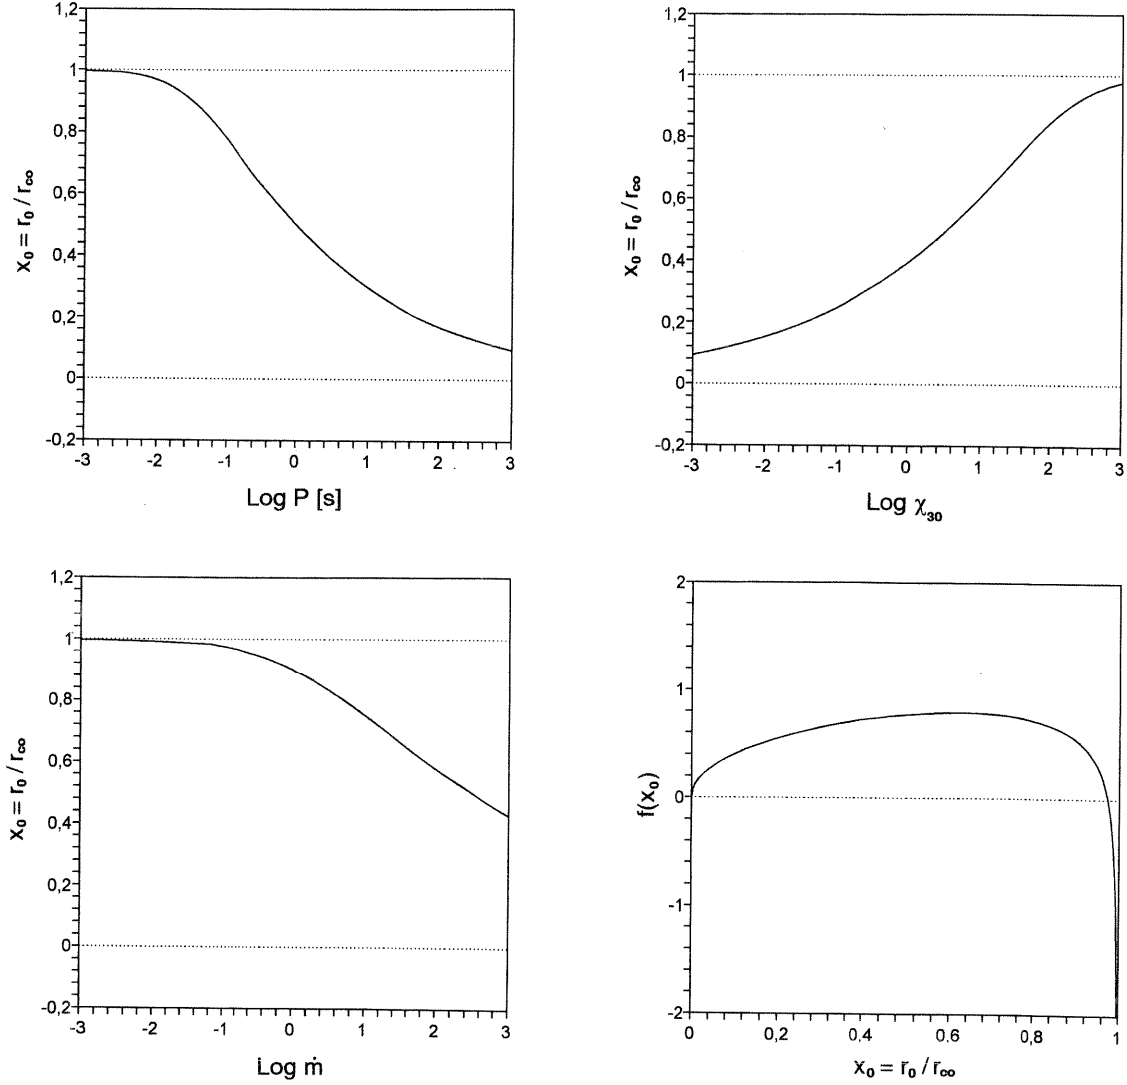 1,2
1
0,8
0,6
0,4
0,2
0
-0,2
x₀ = r₀ / r_co
-3 -2 -1 0 1 2 3
Log P [s]
1,2
1
0,8
0,6
0,4
0,2
0
-0,2
x₀ = r₀ / r_co
-3 -2 -1 0 1 2 3
Log χ₃₀
1,2
1
0,8
0,6
0,4
0,2
0
-0,2
x₀ = r₀ / r_co
-3 -2 -1 0 1 2 3
Log ṁ
2
1
0
-1
-2
f(x₀)
0 0,2 0,4 0,6 0,8 1
x₀ = r₀ / r_co